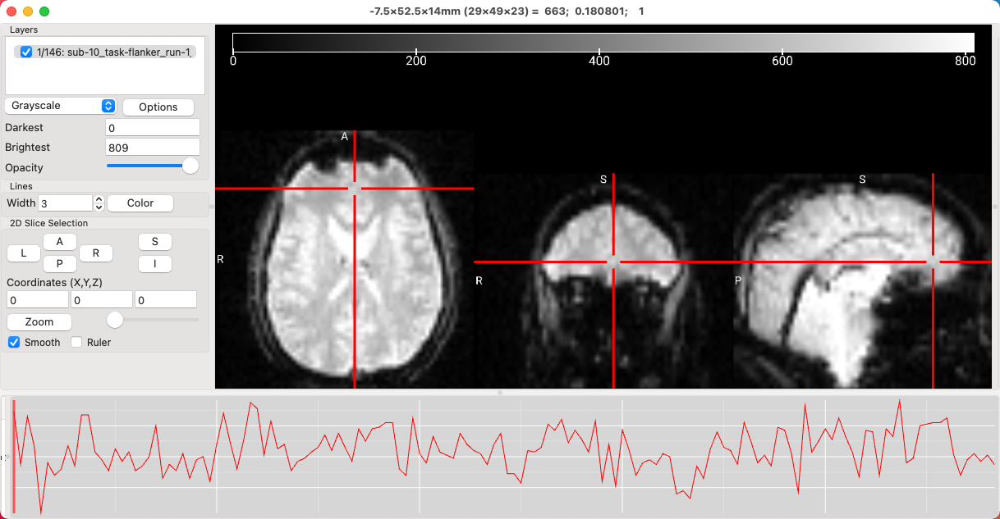 -7.5×52.5×14mm (29×49×23) = 663; 0.180801; 1
Layers
1/146: sub-10_task-flanker_run-1
Grayscale
Options
Darkest
0
Brightest
809
Opacity
Lines
Width
3
Color
2D Slice Selection
A
S
L
R
P
I
Coordinates (X,Y,Z)
0
0
0
Zoom
Smooth
Ruler
0
200
400
600
800
A
R
S
R
S
P